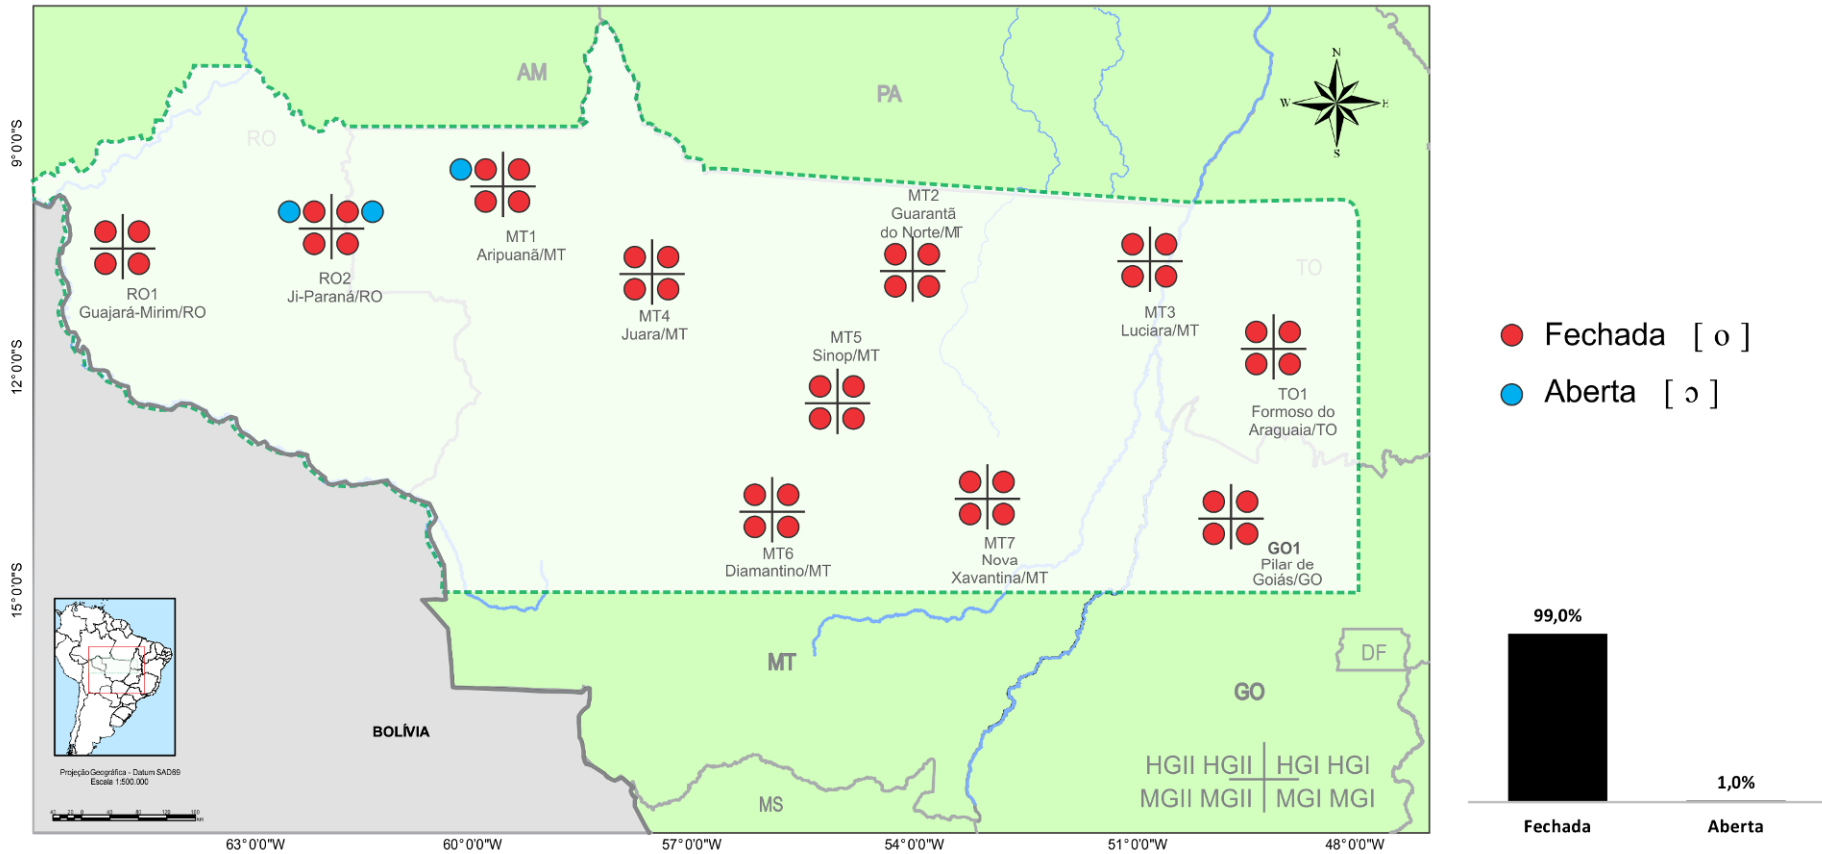 AM
PA
N
W E
S
RO
TO
MT1
Aripuanã/MT
MT2
Guarantã
do Norte/MT
RO2
Ji-Paraná/RO
RO1
Guajará-Mirim/RO
MT4
Juara/MT
MT3
Luciara/MT
MT5
Sinop/MT
TO1
Formoso do
Araguaia/TO
MT6
Diamantino/MT
MT7
Nova
Xavantina/MT
GO1
Pilar de
Goiás/GO
MT
GO
DF
MS
BOLÍVIA
HGII HGII HGI HGI
MGII MGII MGI MGI
Projeção Geográfica - Datum SAD69
Escala 1:500.000
9°0'0"S
12°0'0"S
15°0'0"S
63°0'0"W 60°0'0"W 57°0'0"W 54°0'0"W 51°0'0"W 48°0'0"W
Fechada [ o ]
Aberta [ ɔ ]
99,0%
1,0%
Fechada Aberta